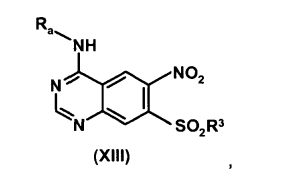 Ra
NH
NO2
N
N
SO2R³
(XIII)
,